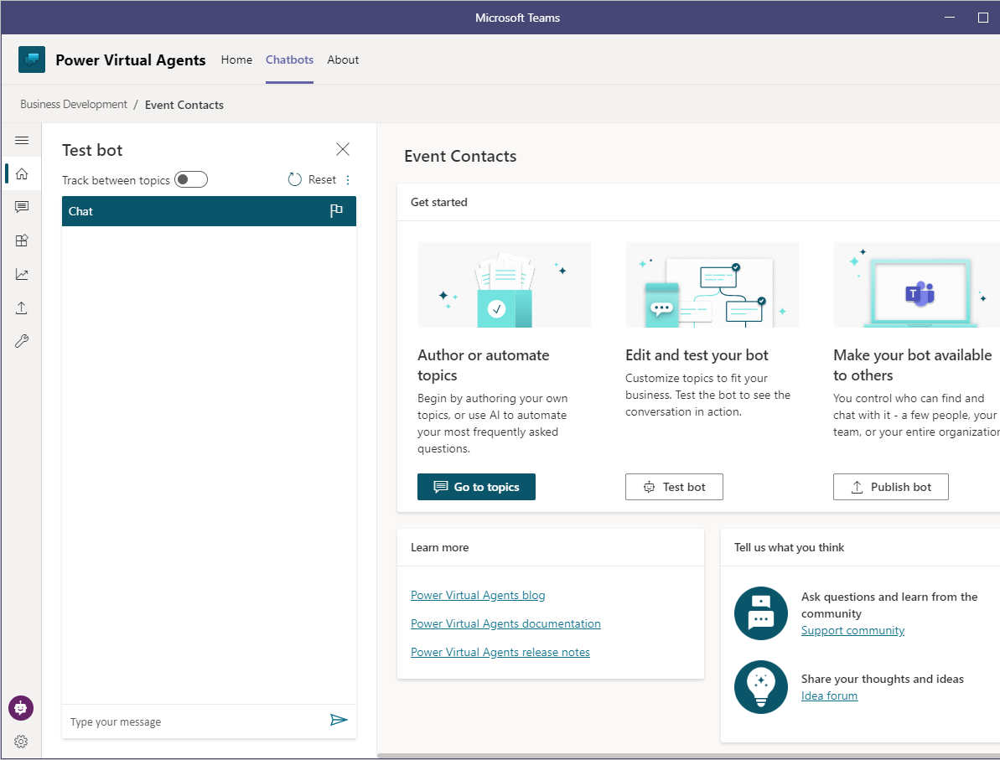 Microsoft Teams
Power Virtual Agents
Home
Chatbots
About
Business Development / Event Contacts
Test bot
Track between topics
Reset
Chat
Type your message
Event Contacts
Get started
Author or automate
topics
Begin by authoring your own
topics, or use AI to automate
your most frequently asked
questions.
Go to topics
Edit and test your bot
Customize topics to fit your
business. Test the bot to see the
conversation in action.
Test bot
T
Make your bot available
to others
You control who can find and
chat with it - a few people, your
team, or your entire organization
Publish bot
Learn more
Power Virtual Agents blog
Power Virtual Agents documentation
Power Virtual Agents release notes
Tell us what you think
Ask questions and learn from the
community
Support community
Share your thoughts and ideas
Idea forum